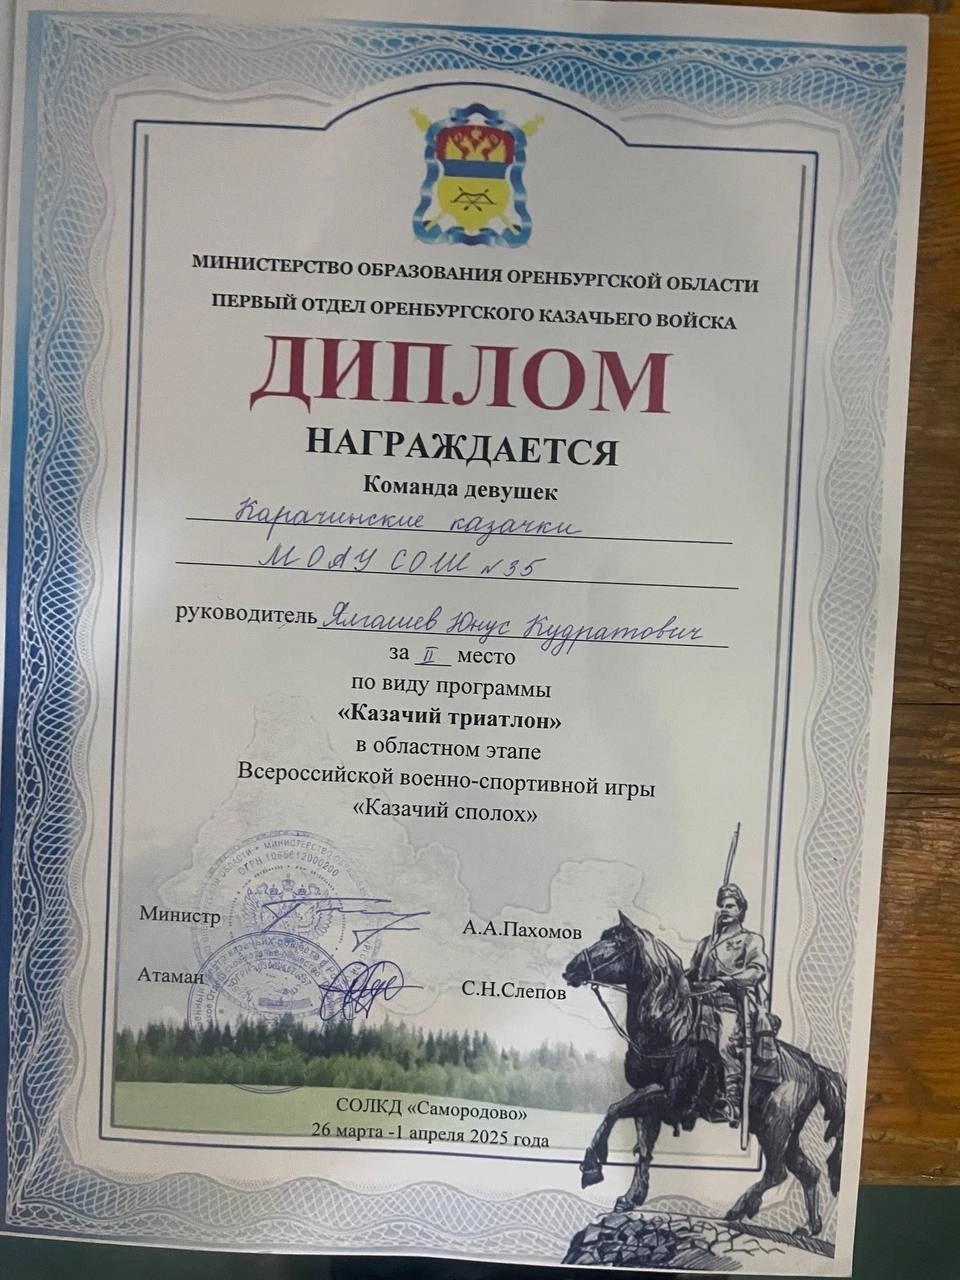 МИНИСТЕРСТВО ОБРАЗОВАНИЯ ОРЕНБУРГСКОЙ ОБЛАСТИ
ПЕРВЫЙ ОТДЕЛ ОРЕНБУРГСКОГО КАЗАЧЬЕГО ВОЙСКА
ДИПЛОМ
НАГРАЖДАЕТСЯ
Команда девушек
Карачинские казачки
МОАУ СОШ №35
руководитель Ялгашев Юнус Кудратович
за II место
по виду программы
«Казачий триатлон»
в областном этапе
Всероссийской военно-спортивной игры
«Казачий сполох»
Министр А.А.Пахомов
Атаман С.Н.Слепов
СОЛКД «Самородово»
26 марта -1 апреля 2025 года